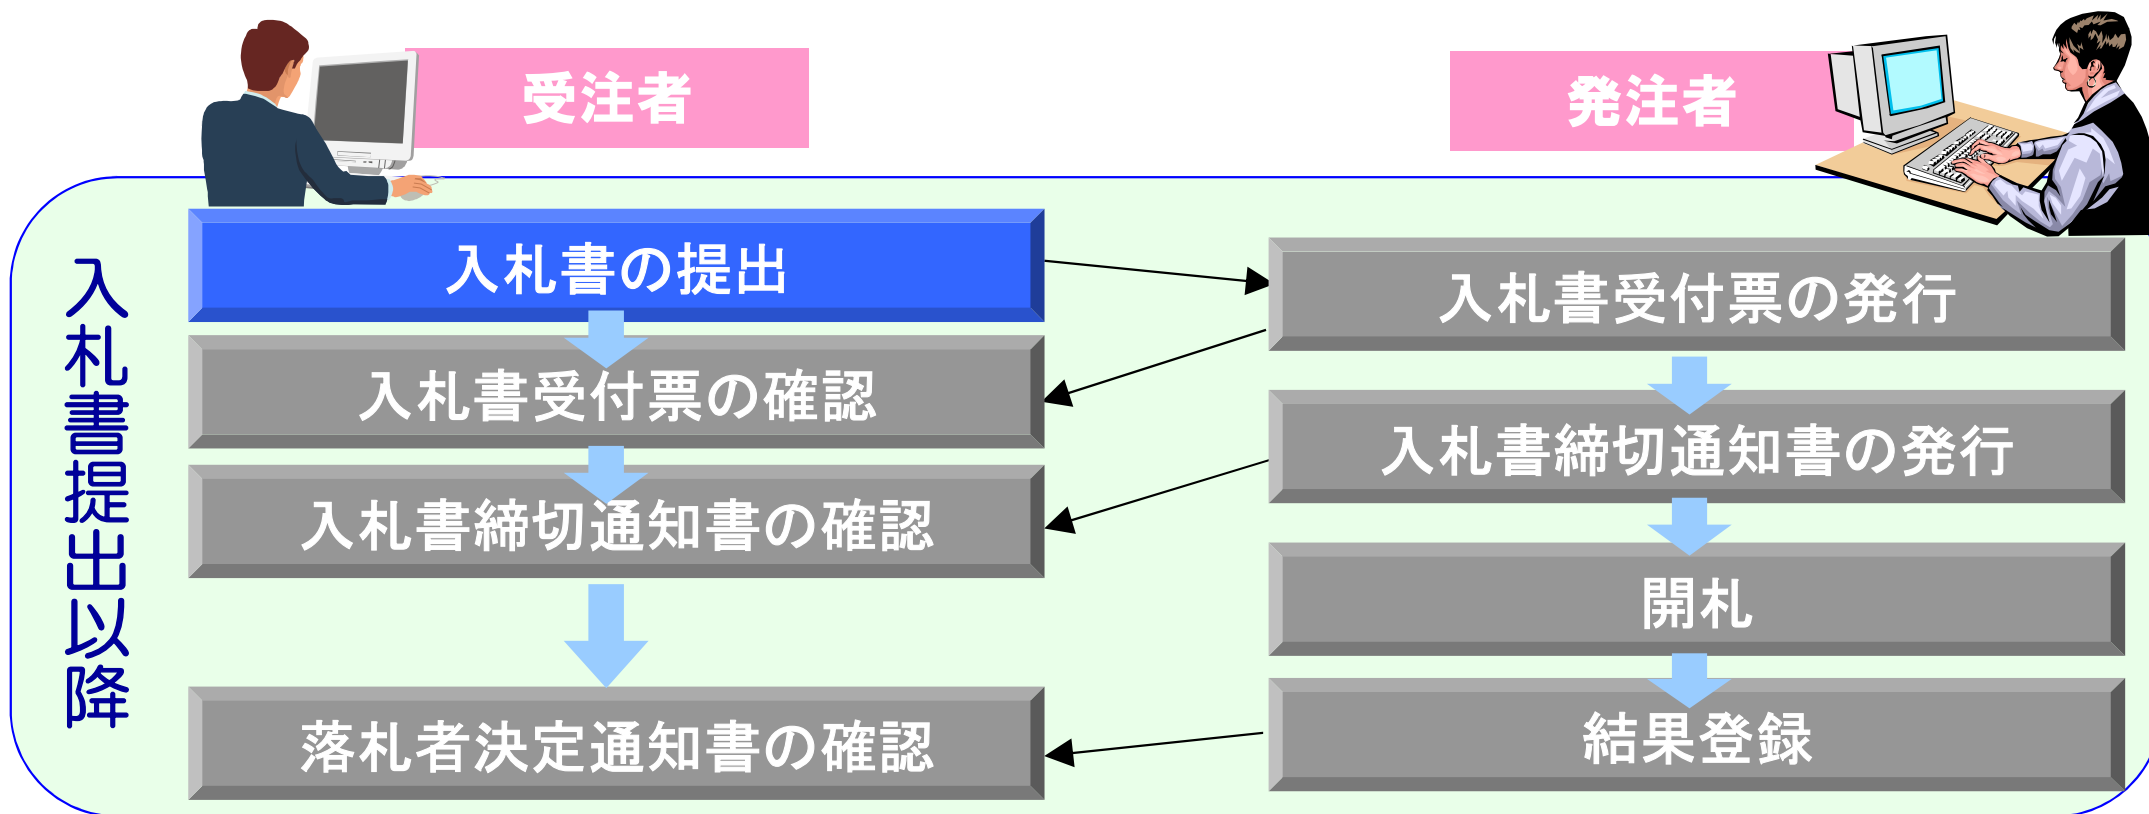 受注者
発注者
入札書提出以降
入札書の提出
入札書受付票の確認
入札書締切通知書の確認
落札者決定通知書の確認
入札書受付票の発行
入札書締切通知書の発行
開札
結果登録